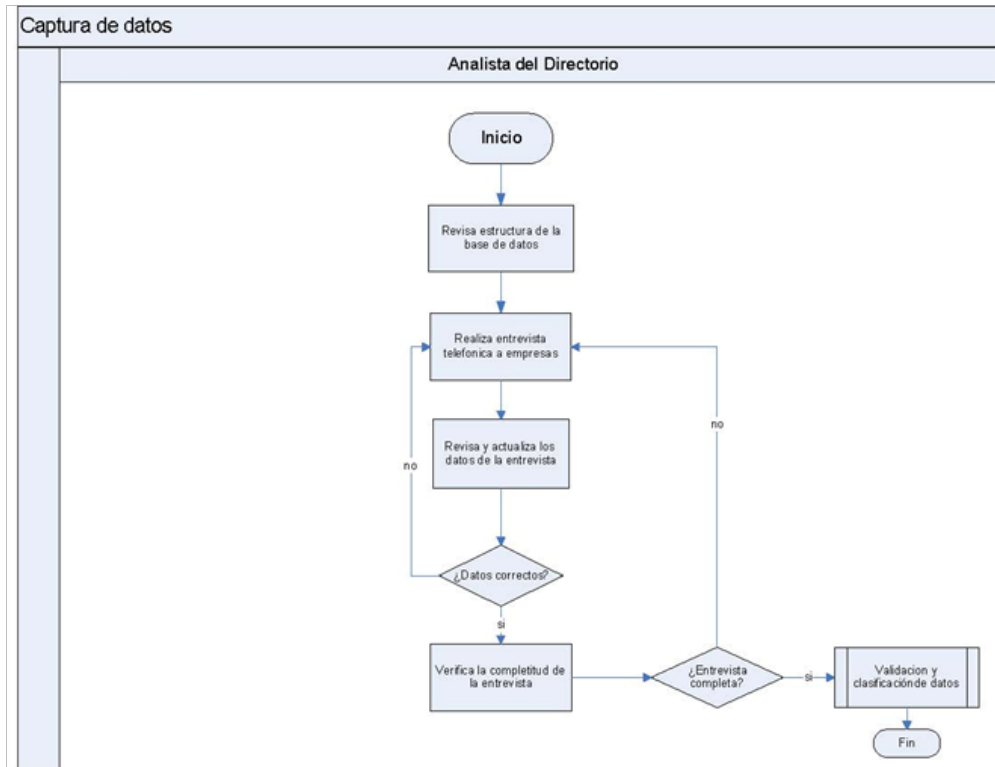 Captura de datos
Analista del Directorio
Inicio
Revisa estructura de la
base de datos
Realiza entrevista
telefonica a empresas
no
Revisa y actualiza los
datos de la entrevista
no
¿Datos correctos?
si
Verifica la completitud de
la entrevista
¿Entrevista
completa?
si
Validacion y
clasificación de datos
Fin